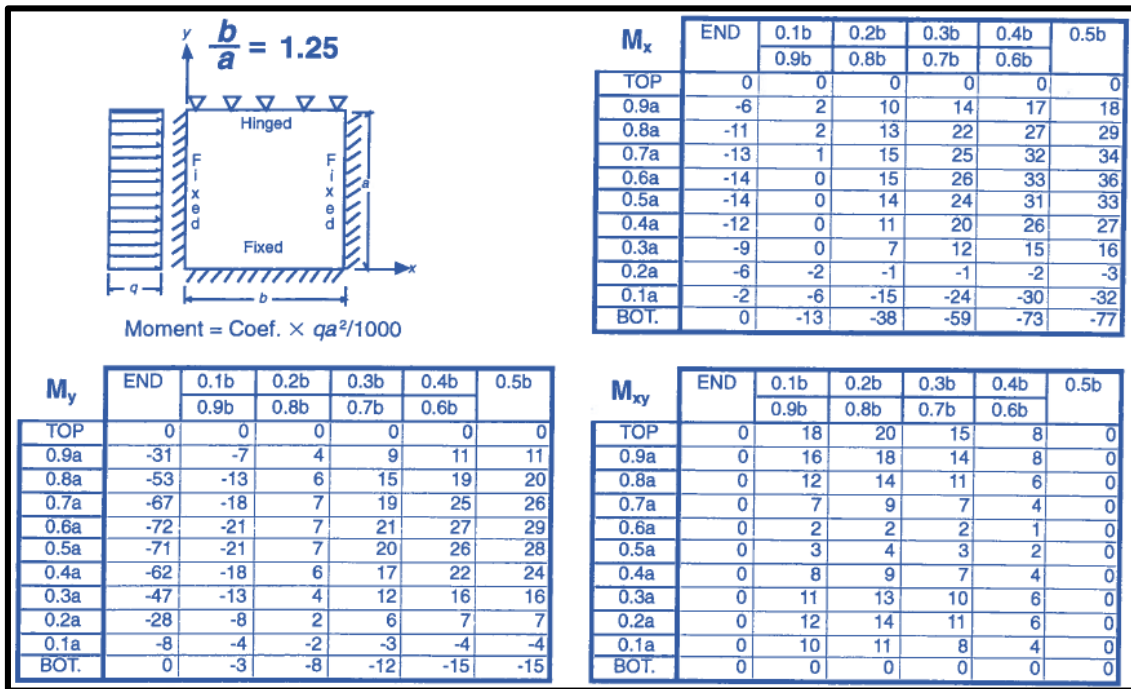 y
b/a = 1.25
Hinged
Fixed
Fixed
a
Fixed
x
q
b
Moment = Coef. × qa²/1000
Mx END 0.1b 0.2b 0.3b 0.4b 0.5b
0.9b 0.8b 0.7b 0.6b
TOP 0 0 0 0 0 0
0.9a -6 2 10 14 17 18
0.8a -11 2 13 22 27 29
0.7a -13 1 15 25 32 34
0.6a -14 0 15 26 33 36
0.5a -14 0 14 24 31 33
0.4a -12 0 11 20 26 27
0.3a -9 0 7 12 15 16
0.2a -6 -2 -1 -1 -2 -3
0.1a -2 -6 -15 -24 -30 -32
BOT. 0 -13 -38 -59 -73 -77
My END 0.1b 0.2b 0.3b 0.4b 0.5b
0.9b 0.8b 0.7b 0.6b
TOP 0 0 0 0 0 0
0.9a -31 -7 4 9 11 11
0.8a -53 -13 6 15 19 20
0.7a -67 -18 7 19 25 26
0.6a -72 -21 7 21 27 29
0.5a -71 -21 7 20 26 28
0.4a -62 -18 6 17 22 24
0.3a -47 -13 4 12 16 16
0.2a -28 -8 2 6 7 7
0.1a -8 -4 -2 -3 -4 -4
BOT. 0 -3 -8 -12 -15 -15
Mxy END 0.1b 0.2b 0.3b 0.4b 0.5b
0.9b 0.8b 0.7b 0.6b
TOP 0 18 20 15 8 0
0.9a 0 16 18 14 8 0
0.8a 0 12 14 11 6 0
0.7a 0 7 9 7 4 0
0.6a 0 2 2 2 1 0
0.5a 0 3 4 3 2 0
0.4a 0 8 9 7 4 0
0.3a 0 11 13 10 6 0
0.2a 0 12 14 11 6 0
0.1a 0 10 11 8 4 0
BOT. 0 0 0 0 0 0